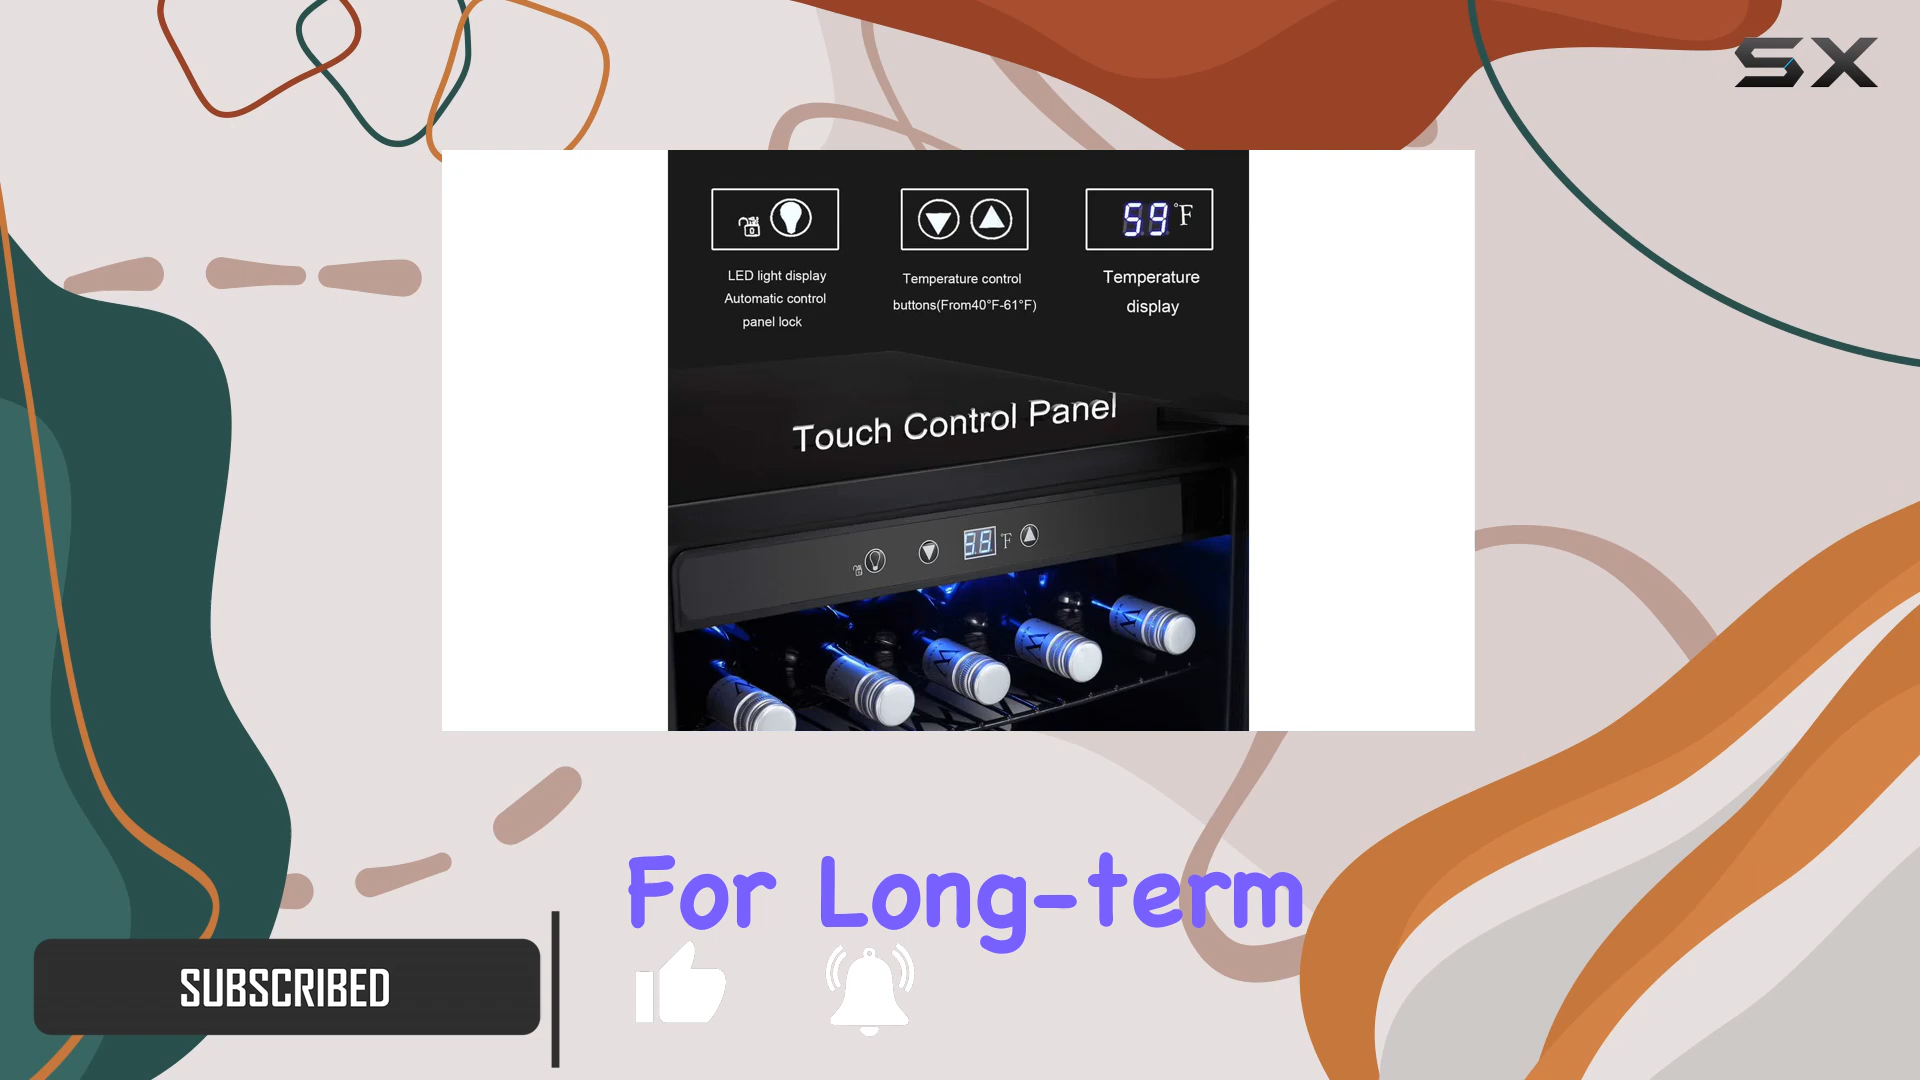 SX
59 °F
LED light display
Automatic control
panel lock
Temperature control
buttons(From40°F-61°F)
Temperature
display
Touch Control Panel
°F
For Long-term
SUBSCRIBED